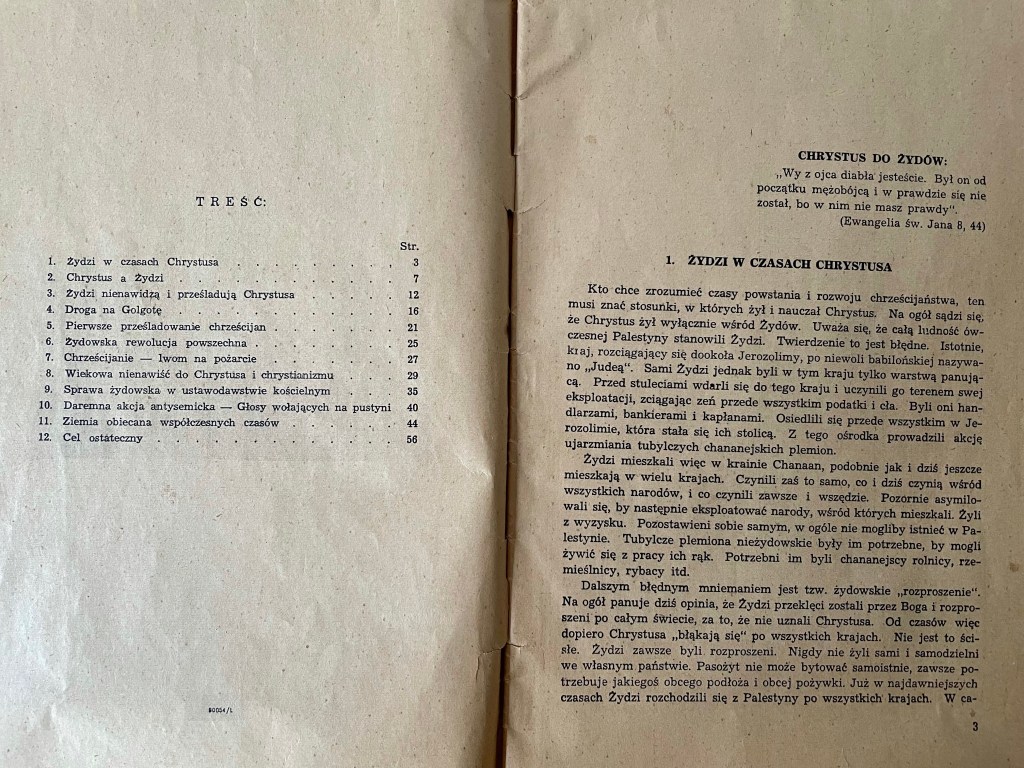 TREŚĆ:
Str.
1. Żydzi w czasach Chrystusa . . . . . . . . . 3
2. Chrystus a Żydzi . . . . . . . . . . . 7
3. Żydzi nienawidzą i prześladują Chrystusa . . . . . 12
4. Droga na Golgotę . . . . . . . . . . . 16
5. Pierwsze prześladowanie chrześcijan . . . . . . 21
6. Żydowska rewolucja powszechna . . . . . . . 25
7. Chrześcijanie — lwom na pożarcie . . . . . . . 27
8. Wiekowa nienawiść do Chrystusa i chrystianizmu . . . 29
9. Sprawa żydowska w ustawodawstwie kościelnym . . . 35
10. Daremna akcja antysemicka — Głosy wołających na pustyni 40
11. Ziemia obiecana współczesnych czasów . . . . . 44
12. Cel ostateczny . . . . . . . . . . . . 56
80054/L
CHRYSTUS DO ŻYDÓW:
„Wy z ojca diabła jesteście. Był on od
początku mężobójcą i w prawdzie się nie
został, bo w nim nie masz prawdy“.
(Ewangelia św. Jana 8, 44)
1. ŻYDZI W CZASACH CHRYSTUSA
Kto chce zrozumieć czasy powstania i rozwoju chrześcijaństwa, ten
musi znać stosunki, w których żył i nauczał Chrystus. Na ogół sądzi się,
że Chrystus żył wyłącznie wśród Żydów. Uważa się, że całą ludność ów-
czesnej Palestyny stanowili Żydzi. Twierdzenie to jest błędne. Istotnie,
kraj, rozciągający się dookoła Jerozolimy, po niewoli babilońskiej nazywa-
no „Judeą“. Sami Żydzi jednak byli w tym kraju tylko warstwą panują-
cą. Przed stuleciami wdarli się do tego kraju i uczynili go terenem swej
eksploatacji, zciągając zeń przede wszystkim podatki i cła. Byli oni han-
dlarzami, bankierami i kapłanami. Osiedlili się przede wszystkim w Je-
rozolimie, która stała się ich stolicą. Z tego ośrodka prowadzili akcję
ujarzmiania tubylczych chananejskich plemion.
Żydzi mieszkali więc w krainie Chanaan, podobnie jak i dziś jeszcze
mieszkają w wielu krajach. Czynili zaś to samo, co i dziś czynią wśród
wszystkich narodów, i co czynili zawsze i wszędzie. Pozornie asymilo-
wali się, by następnie eksploatować narody, wśród których mieszkali. Żyli
z wyzysku. Pozostawieni sobie samym, w ogóle nie mogliby istnieć w Pa-
lestynie. Tubylcze plemiona nieżydowskie były im potrzebne, by mogli
żywić się z pracy ich rąk. Potrzebni im byli chananejscy rolnicy, rze-
mieślnicy, rybacy itd.
Dalszym błędnym mniemaniem jest tzw. żydowskie „rozproszenie“.
Na ogół panuje dziś opinia, że Żydzi przeklęci zostali przez Boga i rozpro-
szeni po całym świecie, za to, że nie uznali Chrystusa. Od czasów więc
dopiero Chrystusa „błąkają się“ po wszystkich krajach. Nie jest to ści-
słe. Żydzi zawsze byli rozproszeni. Nigdy nie żyli sami i samodzielni
we własnym państwie. Pasożyt nie może bytować samoistnie, zawsze po-
trzebuje jakiegoś obcego podłoża i obcej pożywki. Już w najdawniejszych
czasach Żydzi rozchodzili się z Palestyny po wszystkich krajach. W ca-
3